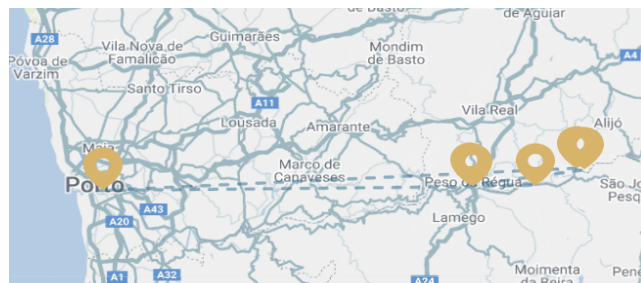 de Basto
de Aguiar
A28
Guimarães
Vila Nova de
Famalicão
Mondim
de Basto
A4
Póvoa de
Varzim
Santo Tirso
A11
Vila Real
Lousada
Amarante
Alijó
Maia
Marco de
Canaveses
Porto
Peso da Régua
São Jo
Pesq
A43
A20
Lamego
A1
A32
A24
Moimenta
da Beira
Pene